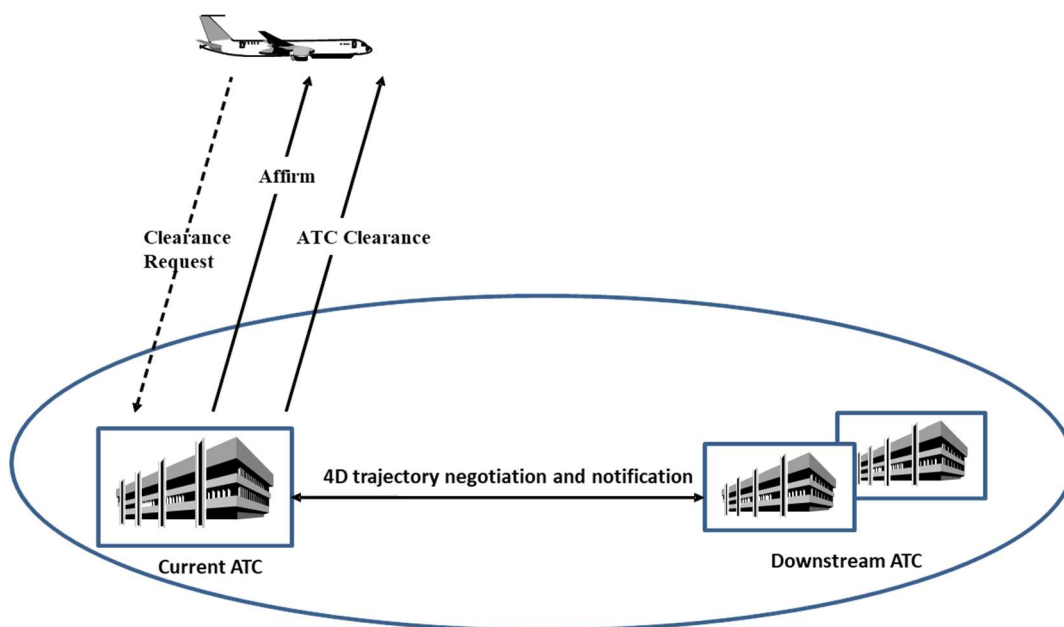 Affirm
Clearance
Request
ATC Clearance
4D trajectory negotiation and notification
Current ATC
Downstream ATC